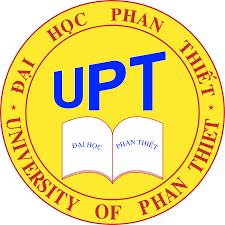 ĐẠI HỌC PHAN THIẾT
UPT
ĐẠI HỌC PHAN THIẾT
UNIVERSITY OF PHAN THIET